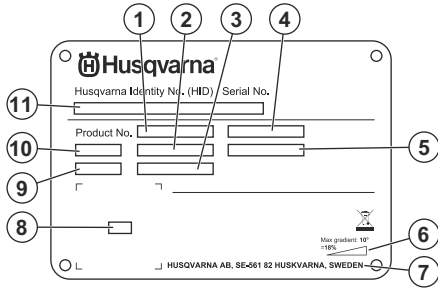 1 2 3 4
Husqvarna®
Husqvarna Identity No. (HID) Serial No.
11
Product No.
10
5
9
8
Max gradient: 10°
=18%
6
HUSQVARNA AB, SE-561 82 HUSKVARNA, SWEDEN
7